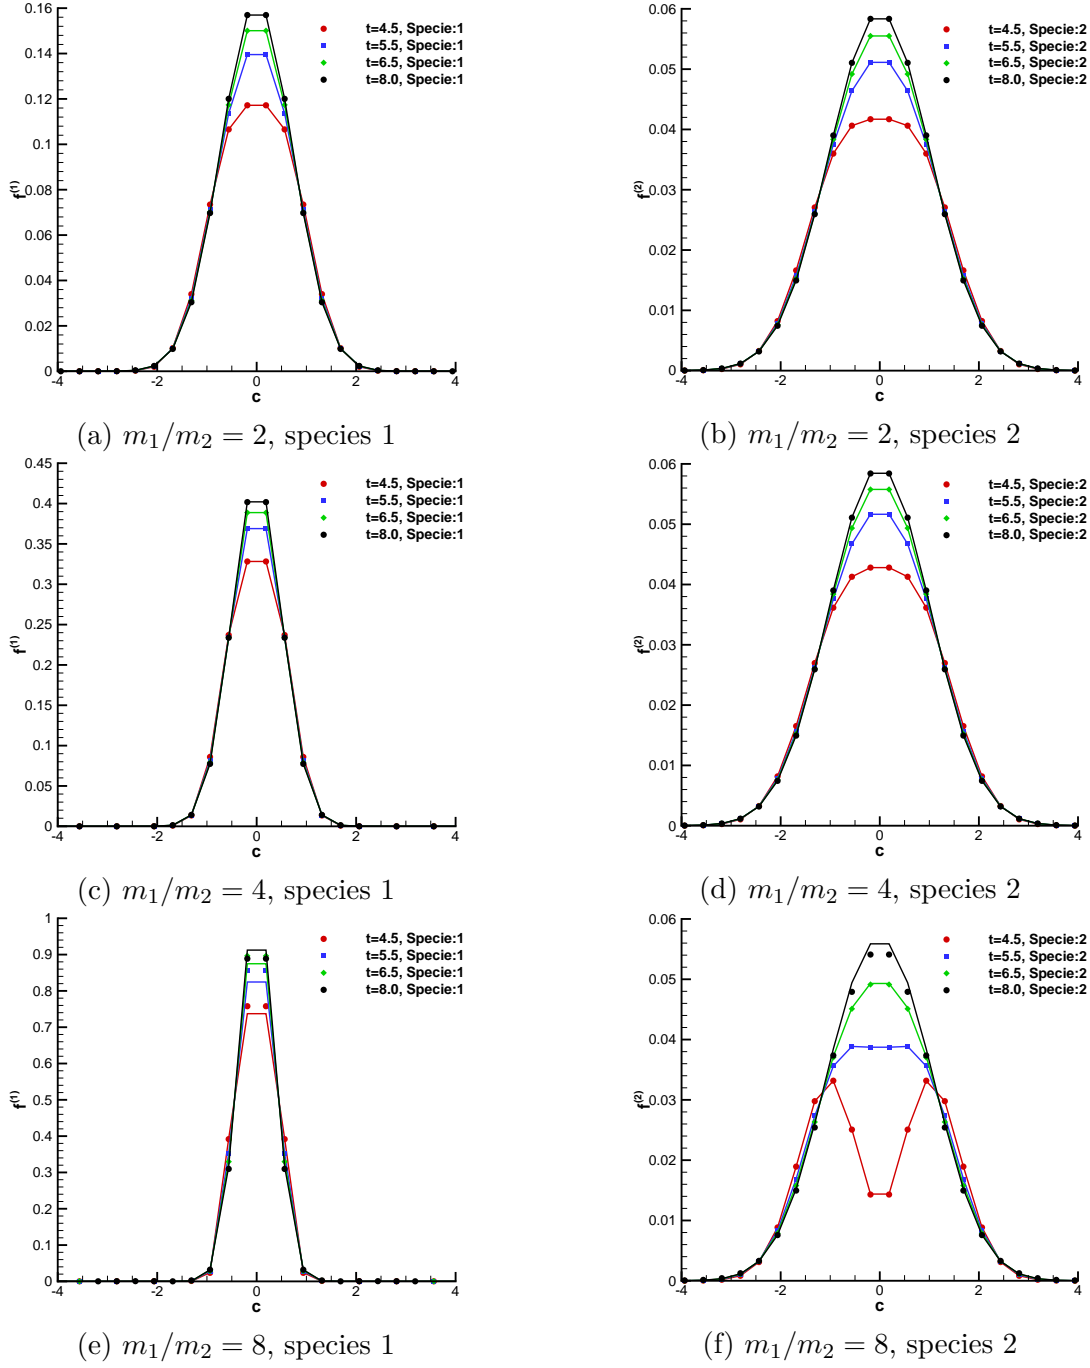 0.16
0.14
0.12
0.1
0.08
0.06
0.04
0.02
0
f(1)
-4
-2
0
2
4
c
t=4.5, Specie:1
t=5.5, Specie:1
t=6.5, Specie:1
t=8.0, Specie:1
(a) m₁/m₂ = 2, species 1
0.06
0.05
0.04
0.03
0.02
0.01
0
f(2)
-4
-2
0
2
4
c
t=4.5, Specie:2
t=5.5, Specie:2
t=6.5, Specie:2
t=8.0, Specie:2
(b) m₁/m₂ = 2, species 2
0.45
0.4
0.35
0.3
0.25
0.2
0.15
0.1
0.05
0
f(1)
-4
-2
0
2
4
c
t=4.5, Specie:1
t=5.5, Specie:1
t=6.5, Specie:1
t=8.0, Specie:1
(c) m₁/m₂ = 4, species 1
0.06
0.05
0.04
0.03
0.02
0.01
0
f(2)
-4
-2
0
2
4
c
t=4.5, Specie:2
t=5.5, Specie:2
t=6.5, Specie:2
t=8.0, Specie:2
(d) m₁/m₂ = 4, species 2
1
0.9
0.8
0.7
0.6
0.5
0.4
0.3
0.2
0.1
0
f(1)
-4
-2
0
2
4
c
t=4.5, Specie:1
t=5.5, Specie:1
t=6.5, Specie:1
t=8.0, Specie:1
(e) m₁/m₂ = 8, species 1
0.06
0.05
0.04
0.03
0.02
0.01
0
f(2)
-4
-2
0
2
4
c
t=4.5, Specie:2
t=5.5, Specie:2
t=6.5, Specie:2
t=8.0, Specie:2
(f) m₁/m₂ = 8, species 2